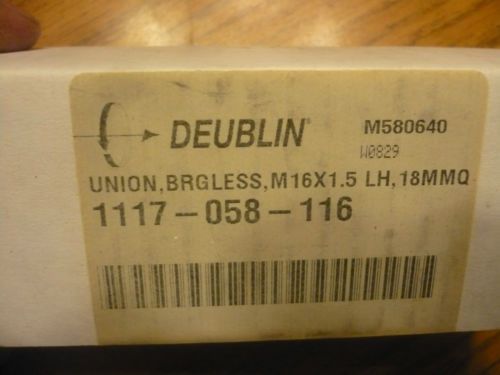 DEUBLIN® M580640
W0829
UNION,BRGLESS,M16X1.5 LH,18MMQ
1117-058-116